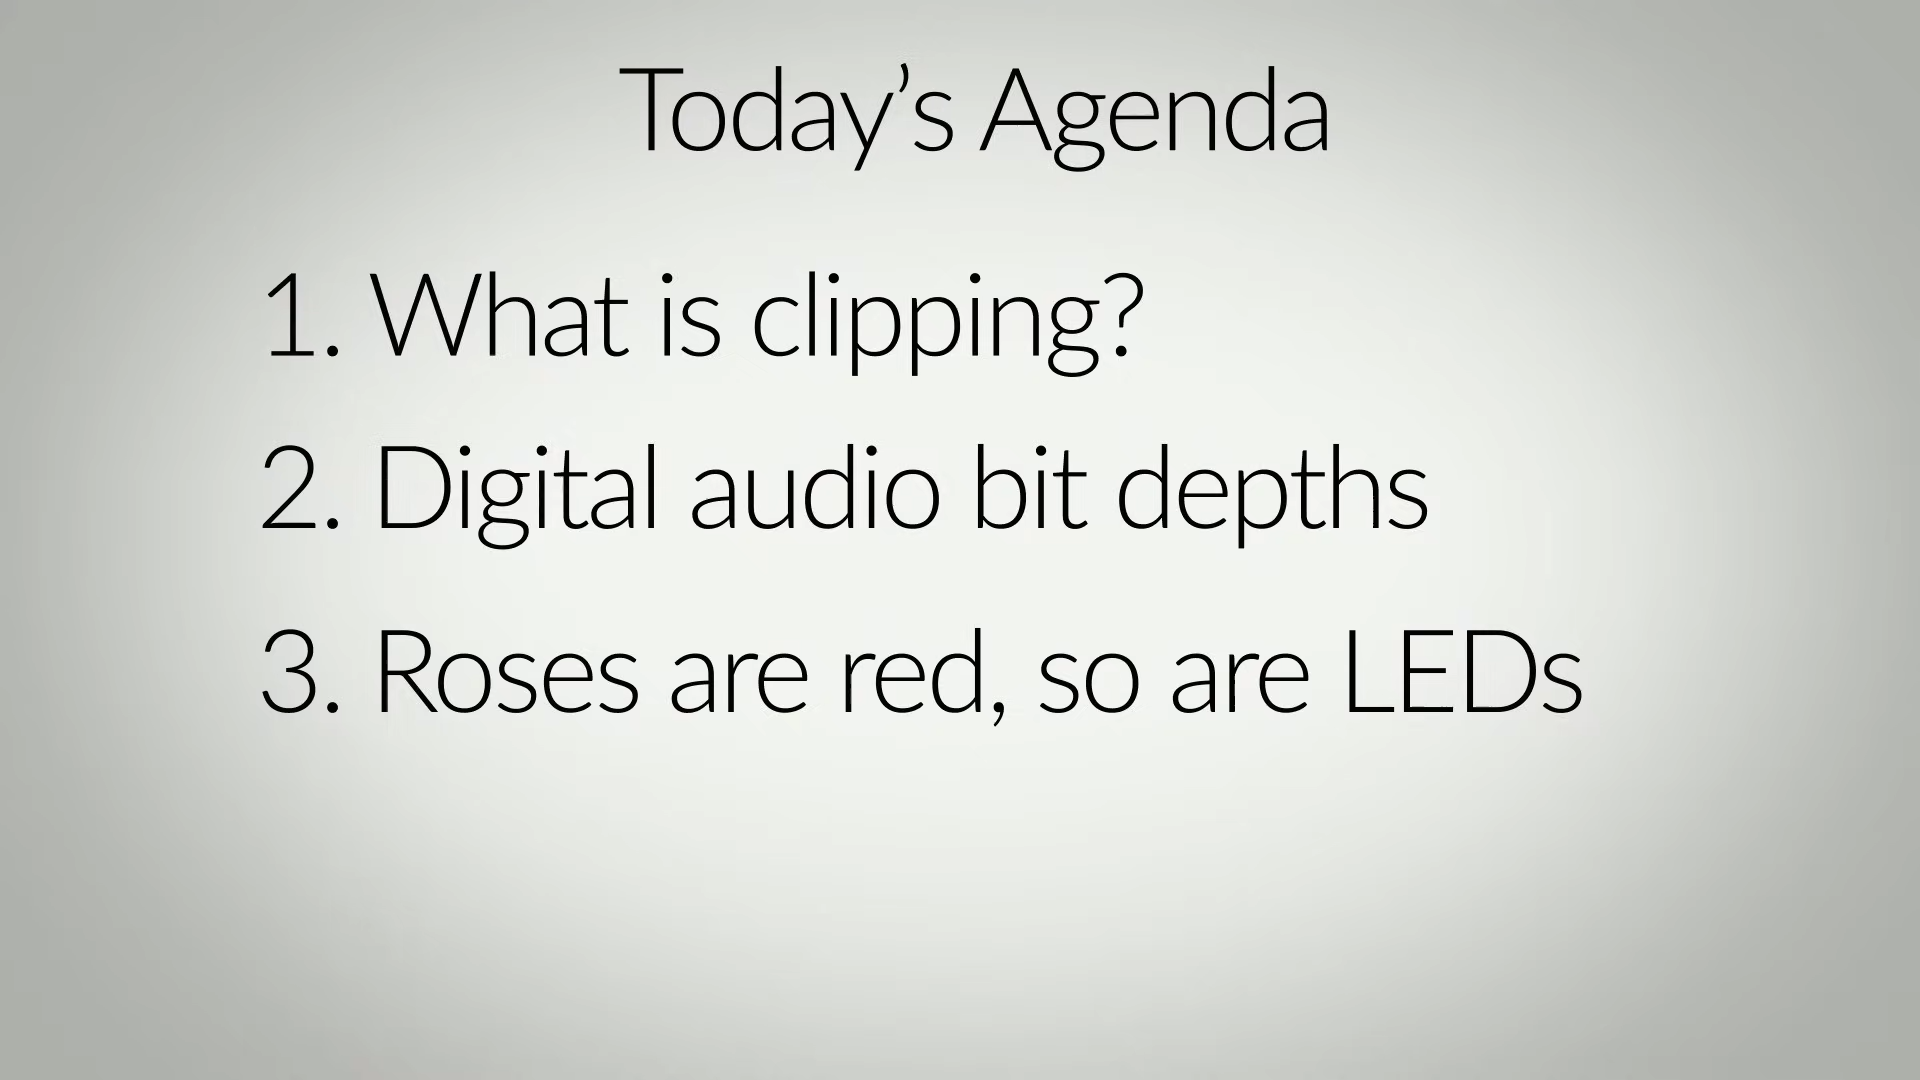 Today’s Agenda
1. What is clipping?
2. Digital audio bit depths
3. Roses are red, so are LEDs